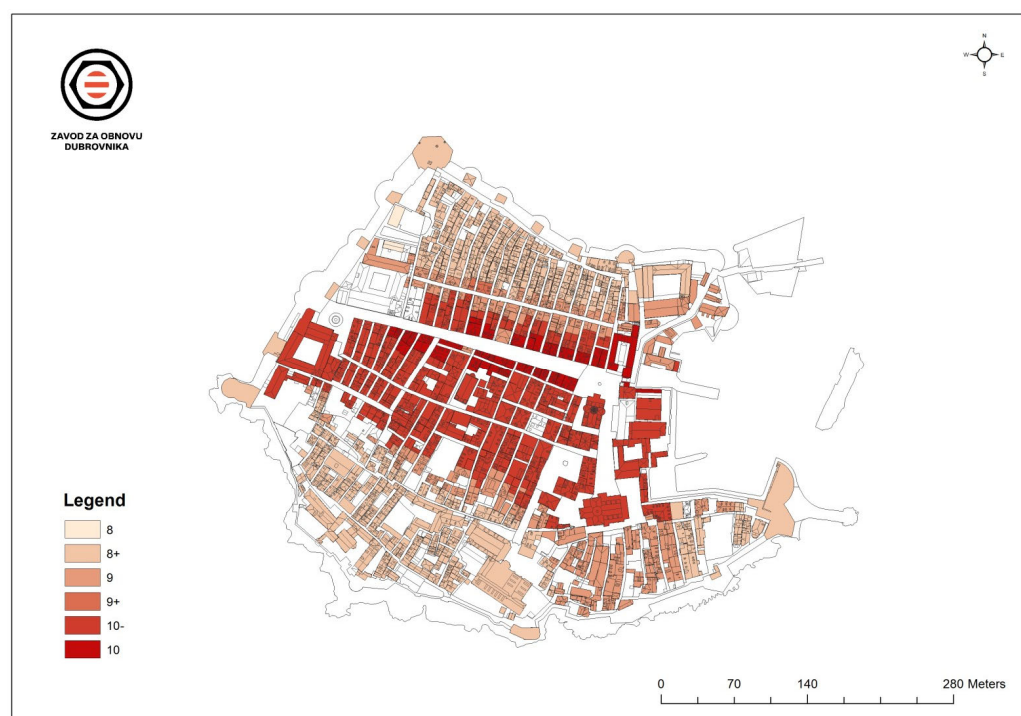 N
W E
S
ZAVOD ZA OBNOVU
DUBROVNIKA
Legend
8
8+
9
9+
10-
10
0 70 140 280 Meters